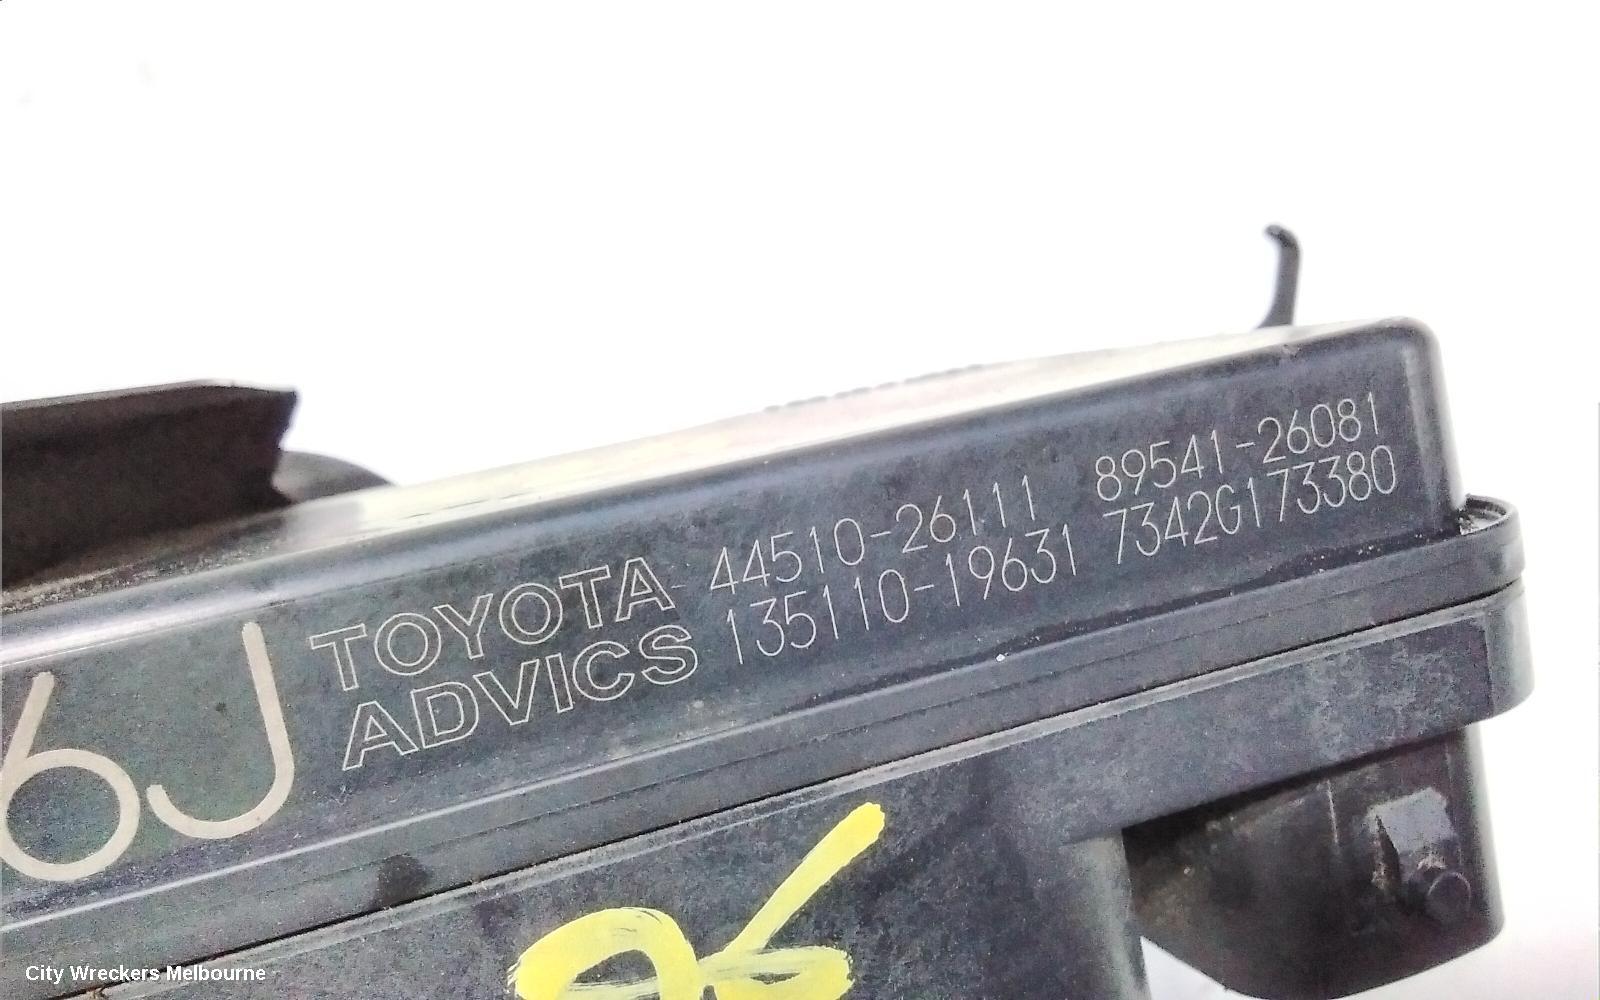 6J
TOYOTA 44510-26111 89541-26081
ADVICS 135110-19631 7342G173380
City Wreckers Melbourne